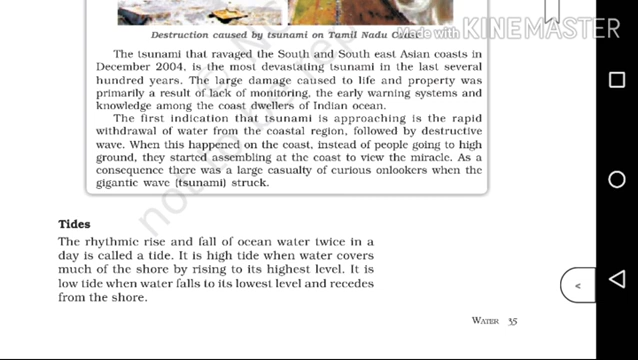 Destruction caused by tsunami on Tamil Nadu Coast
Made with KINEMASTER
The tsunami that ravaged the South and South east Asian coasts in
December 2004, is the most devastating tsunami in the last several
hundred years. The large damage caused to life and property was
primarily a result of lack of monitoring, the early warning systems and
knowledge among the coast dwellers of Indian ocean.
The first indication that tsunami is approaching is the rapid
withdrawal of water from the coastal region, followed by destructive
wave. When this happened on the coast, instead of people going to high
ground, they started assembling at the coast to view the miracle. As a
consequence there was a large casualty of curious onlookers when the
gigantic wave (tsunami) struck.
not to be
Tides
The rhythmic rise and fall of ocean water twice in a
day is called a tide. It is high tide when water covers
much of the shore by rising to its highest level. It is
low tide when water falls to its lowest level and recedes
from the shore.
WATER 35